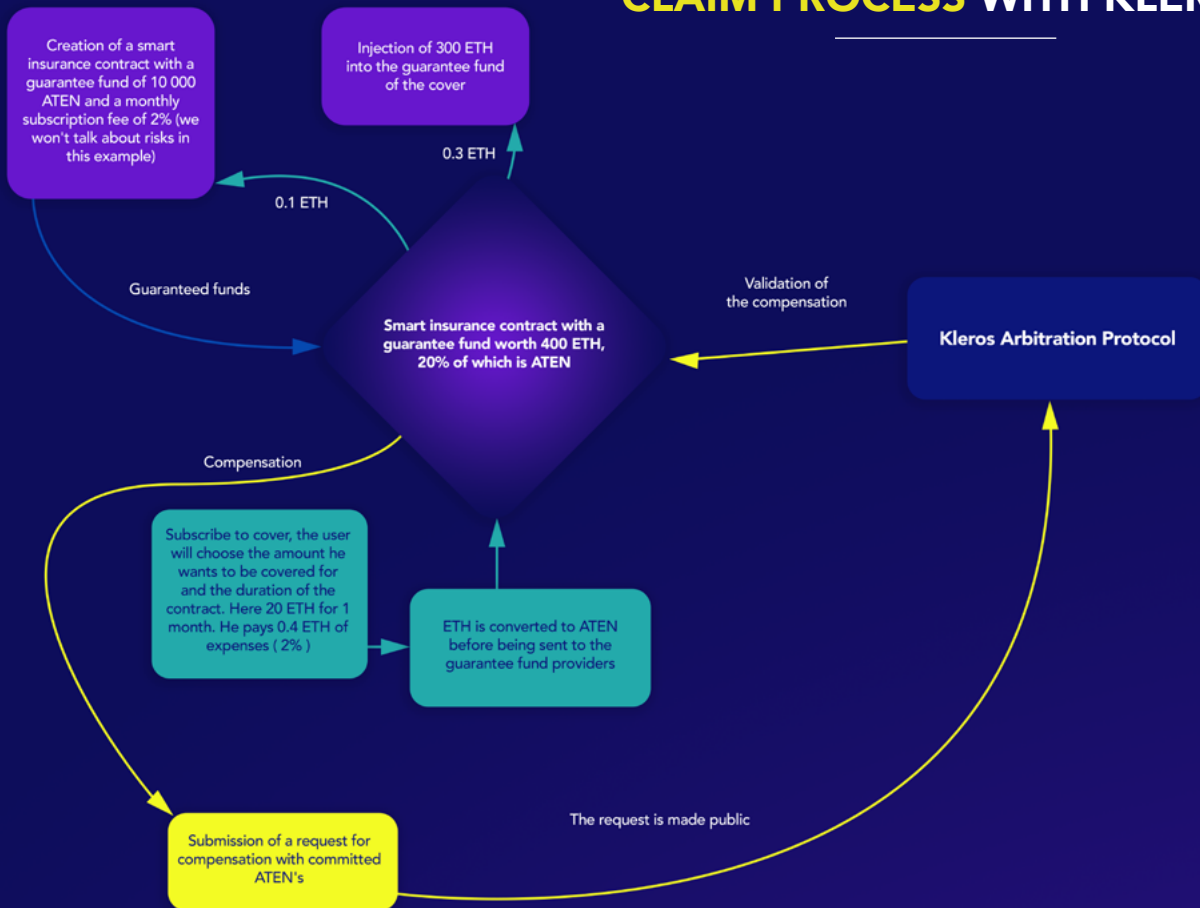 CLAIM PROCESS WITH
Creation of a smart
insurance contract with a
guarantee fund of 10 000
ATEN and a monthly
subscription fee of 2% (we
won't talk about risks in
this example)
Injection of 300 ETH
into the guarantee fund
of the cover
0.3 ETH
0.1 ETH
Guaranteed funds
Validation of
the compensation
Smart insurance contract with a
guarantee fund worth 400 ETH,
20% of which is ATEN
Kleros Arbitration Protocol
Compensation
Subscribe to cover, the user
will choose the amount he
wants to be covered for
and the duration of the
contract. Here 20 ETH for 1
month. He pays 0.4 ETH of
expenses ( 2% )
ETH is converted to ATEN
before being sent to the
guarantee fund providers
The request is made public
Submission of a request for
compensation with committed
ATEN's